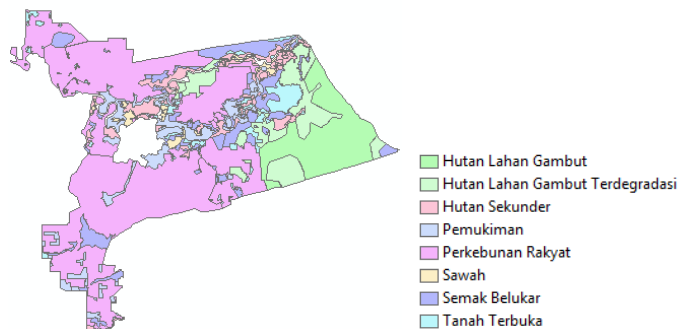 Hutan Lahan Gambut
Hutan Lahan Gambut Terdegradasi
Hutan Sekunder
Pemukiman
Perkebunan Rakyat
Sawah
Semak Belukar
Tanah Terbuka